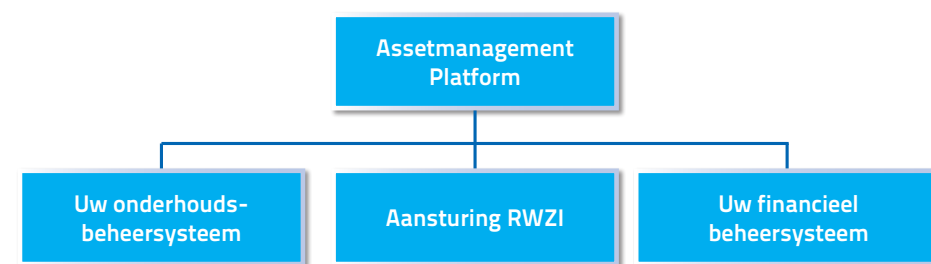 Assetmanagement
Platform
Uw onderhouds-
beheersysteem
Aansturing RWZI
Uw financieel
beheersysteem